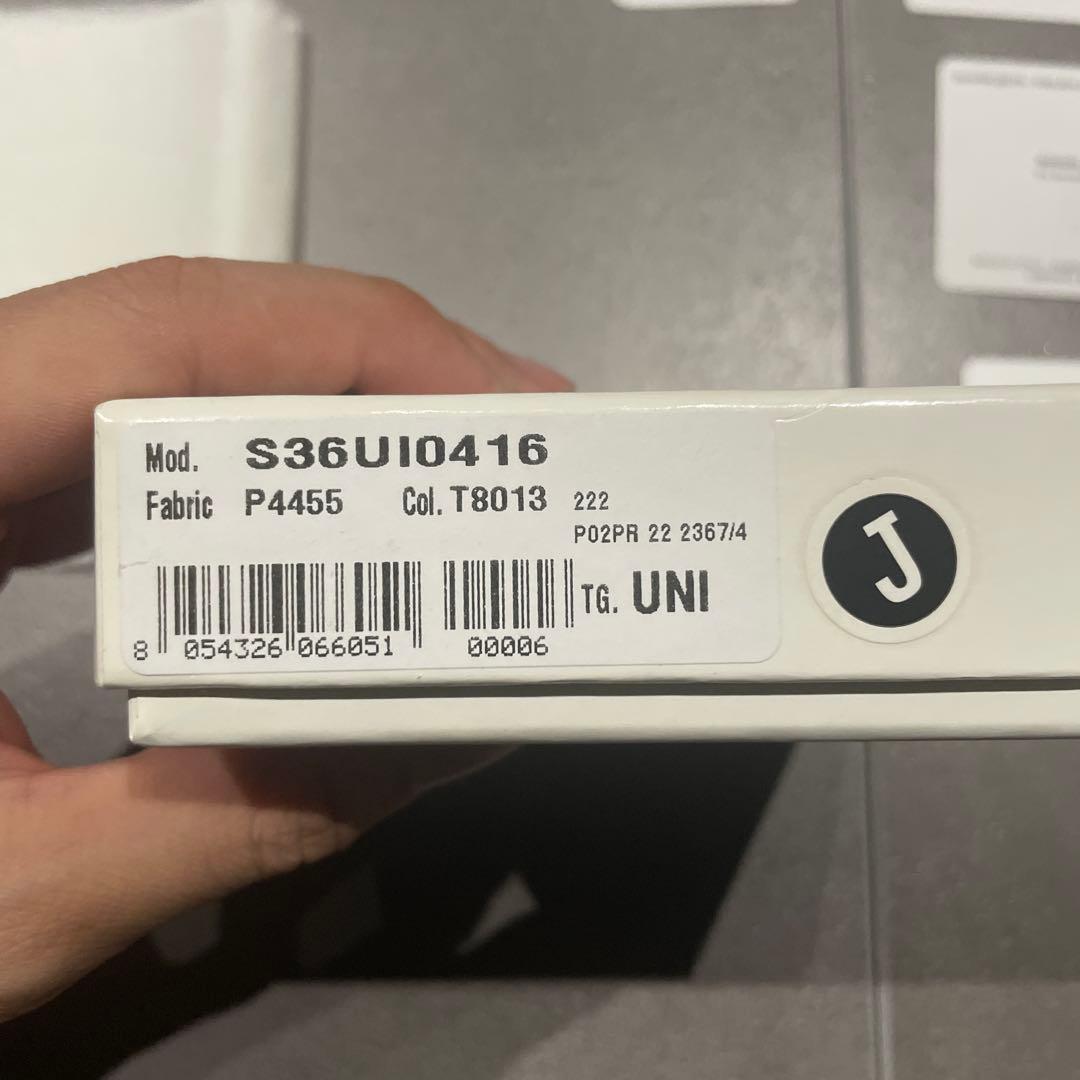 Mod. S36UI0416
Fabric P4455 Col. T8013 222
P02PR 22 2367/4
TG. UNI
8 054326 066051 00006
J